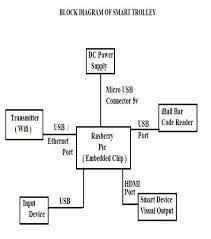 BLOCK DIAGRAM OF SMART TROLLEY
DC Power
Supply
Micro USB
Connector 5v
Transmitter
( Wifi )
USB /
Ethernet
Port
Rasberry
Pie
( Embedded Chip )
USB
Port
iBall Bar
Code Reader
Input
Device
USB
HDMI
Port
Smart Device
Visual Output